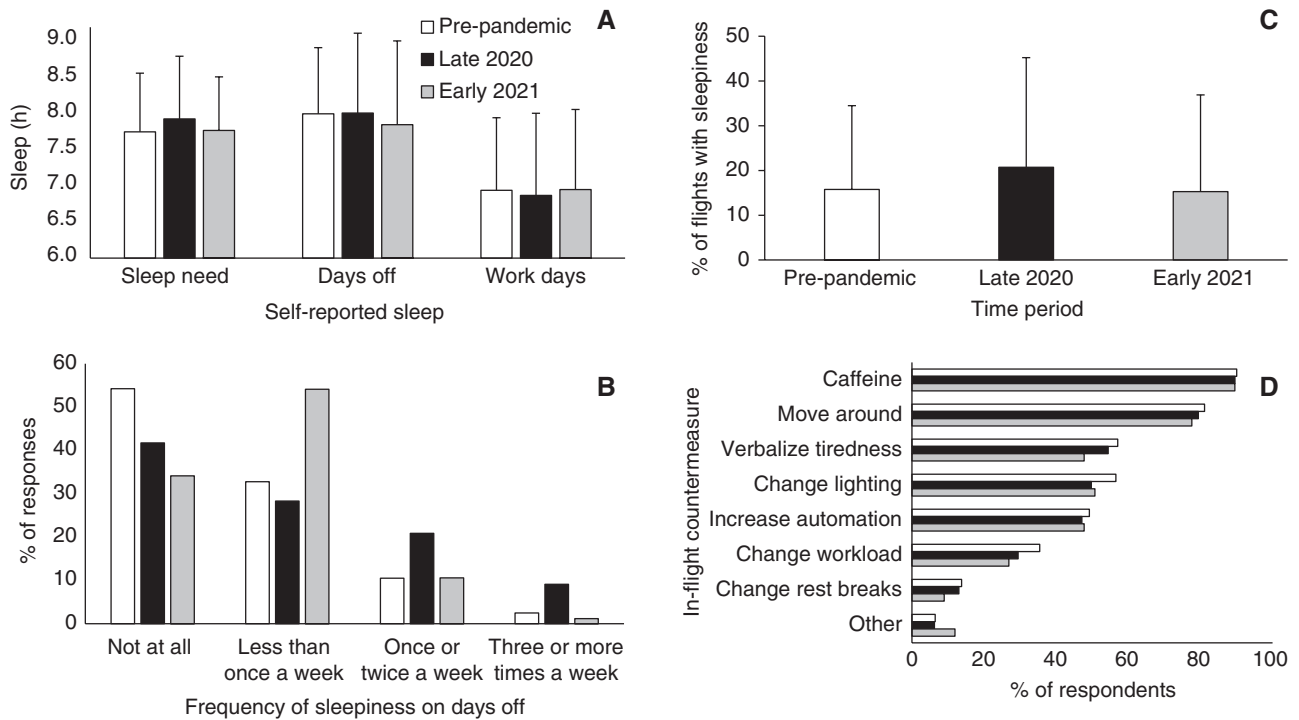 A
Pre-pandemic
Late 2020
Early 2021
Sleep (h)
9.0
8.5
8.0
7.5
7.0
6.5
6.0
Sleep need Days off Work days
Self-reported sleep
C
% of flights with sleepiness
50
40
30
20
10
0
Pre-pandemic Late 2020 Early 2021
Time period
B
% of responses
60
50
40
30
20
10
0
Not at all
Less than
once a week
Once or
twice a week
Three or more
times a week
Frequency of sleepiness on days off
D
In-flight countermeasure
Caffeine
Move around
Verbalize tiredness
Change lighting
Increase automation
Change workload
Change rest breaks
Other
0 20 40 60 80 100
% of respondents